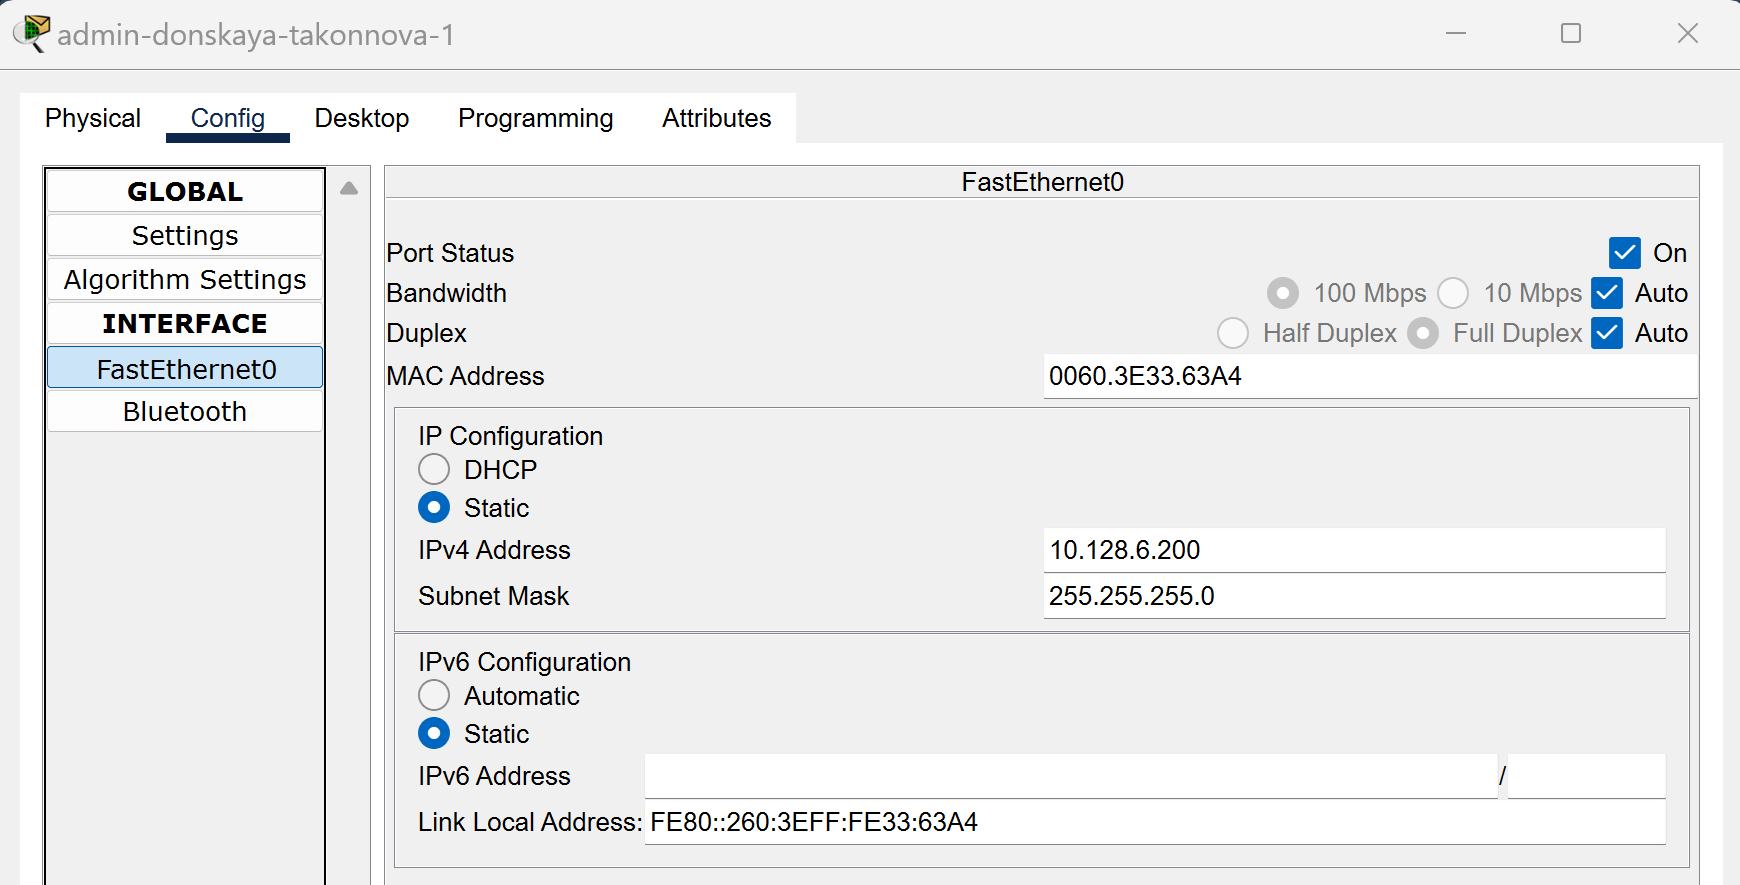 admin-donskaya-takonnova-1
Physical Config Desktop Programming Attributes
GLOBAL
Settings
Algorithm Settings
INTERFACE
FastEthernet0
Bluetooth
FastEthernet0
Port Status On
Bandwidth 100 Mbps 10 Mbps Auto
Duplex Half Duplex Full Duplex Auto
MAC Address 0060.3E33.63A4
IP Configuration
DHCP
Static
IPv4 Address 10.128.6.200
Subnet Mask 255.255.255.0
IPv6 Configuration
Automatic
Static
IPv6 Address /
Link Local Address: FE80::260:3EFF:FE33:63A4